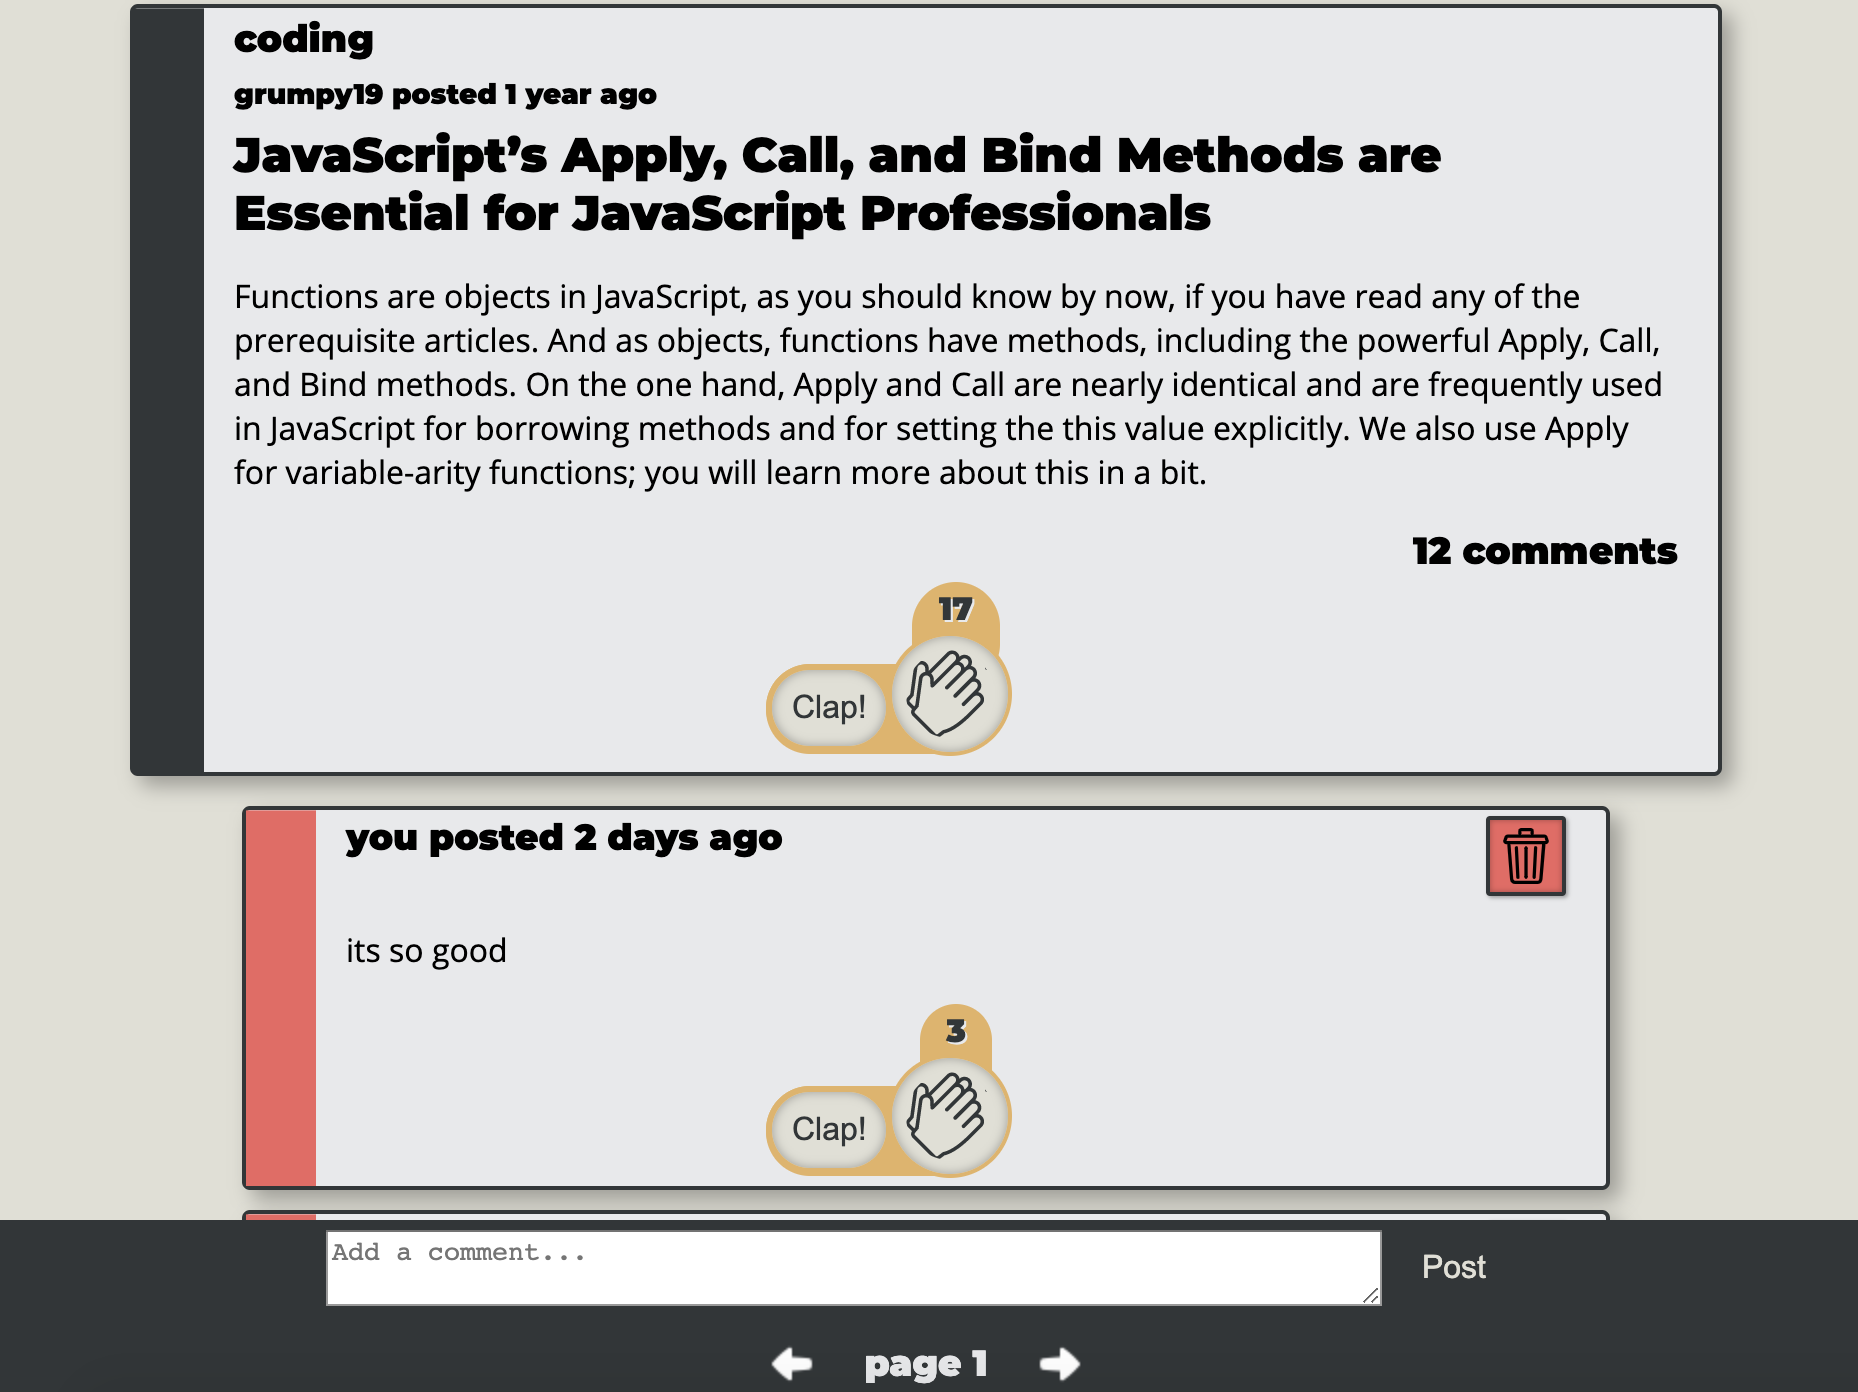 coding
grumpy19 posted 1 year ago
JavaScript’s Apply, Call, and Bind Methods are
Essential for JavaScript Professionals
Functions are objects in JavaScript, as you should know by now, if you have read any of the
prerequisite articles. And as objects, functions have methods, including the powerful Apply, Call,
and Bind methods. On the one hand, Apply and Call are nearly identical and are frequently used
in JavaScript for borrowing methods and for setting the this value explicitly. We also use Apply
for variable-arity functions; you will learn more about this in a bit.
12 comments
17
Clap!
you posted 2 days ago
its so good
3
Clap!
Add a comment...
Post
page 1